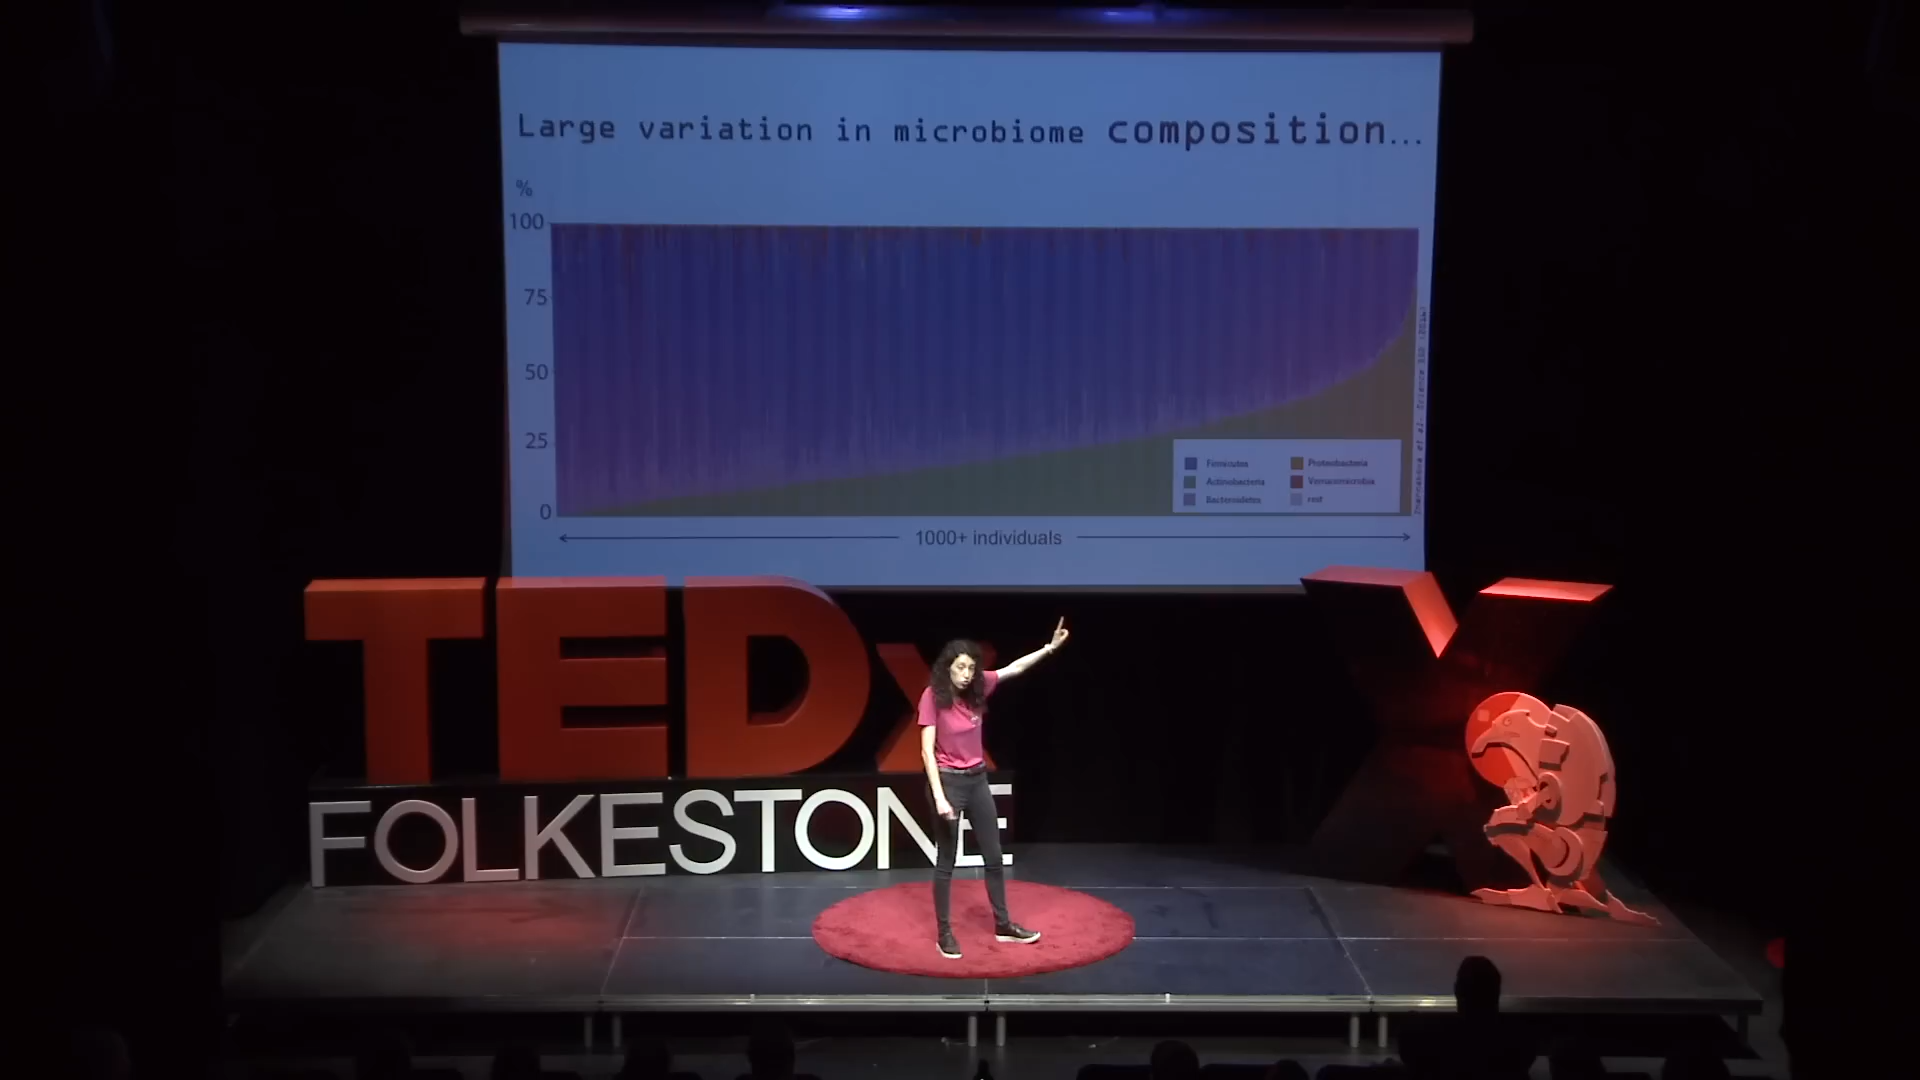 Large variation in microbiome composition...
%
100
75
50
25
0
Firmicutes
Proteobacteria
Actinobacteria
Verrucomicrobia
Bacteroidetes
rest
1000+ individuals
TEDx
FOLKESTONE
X